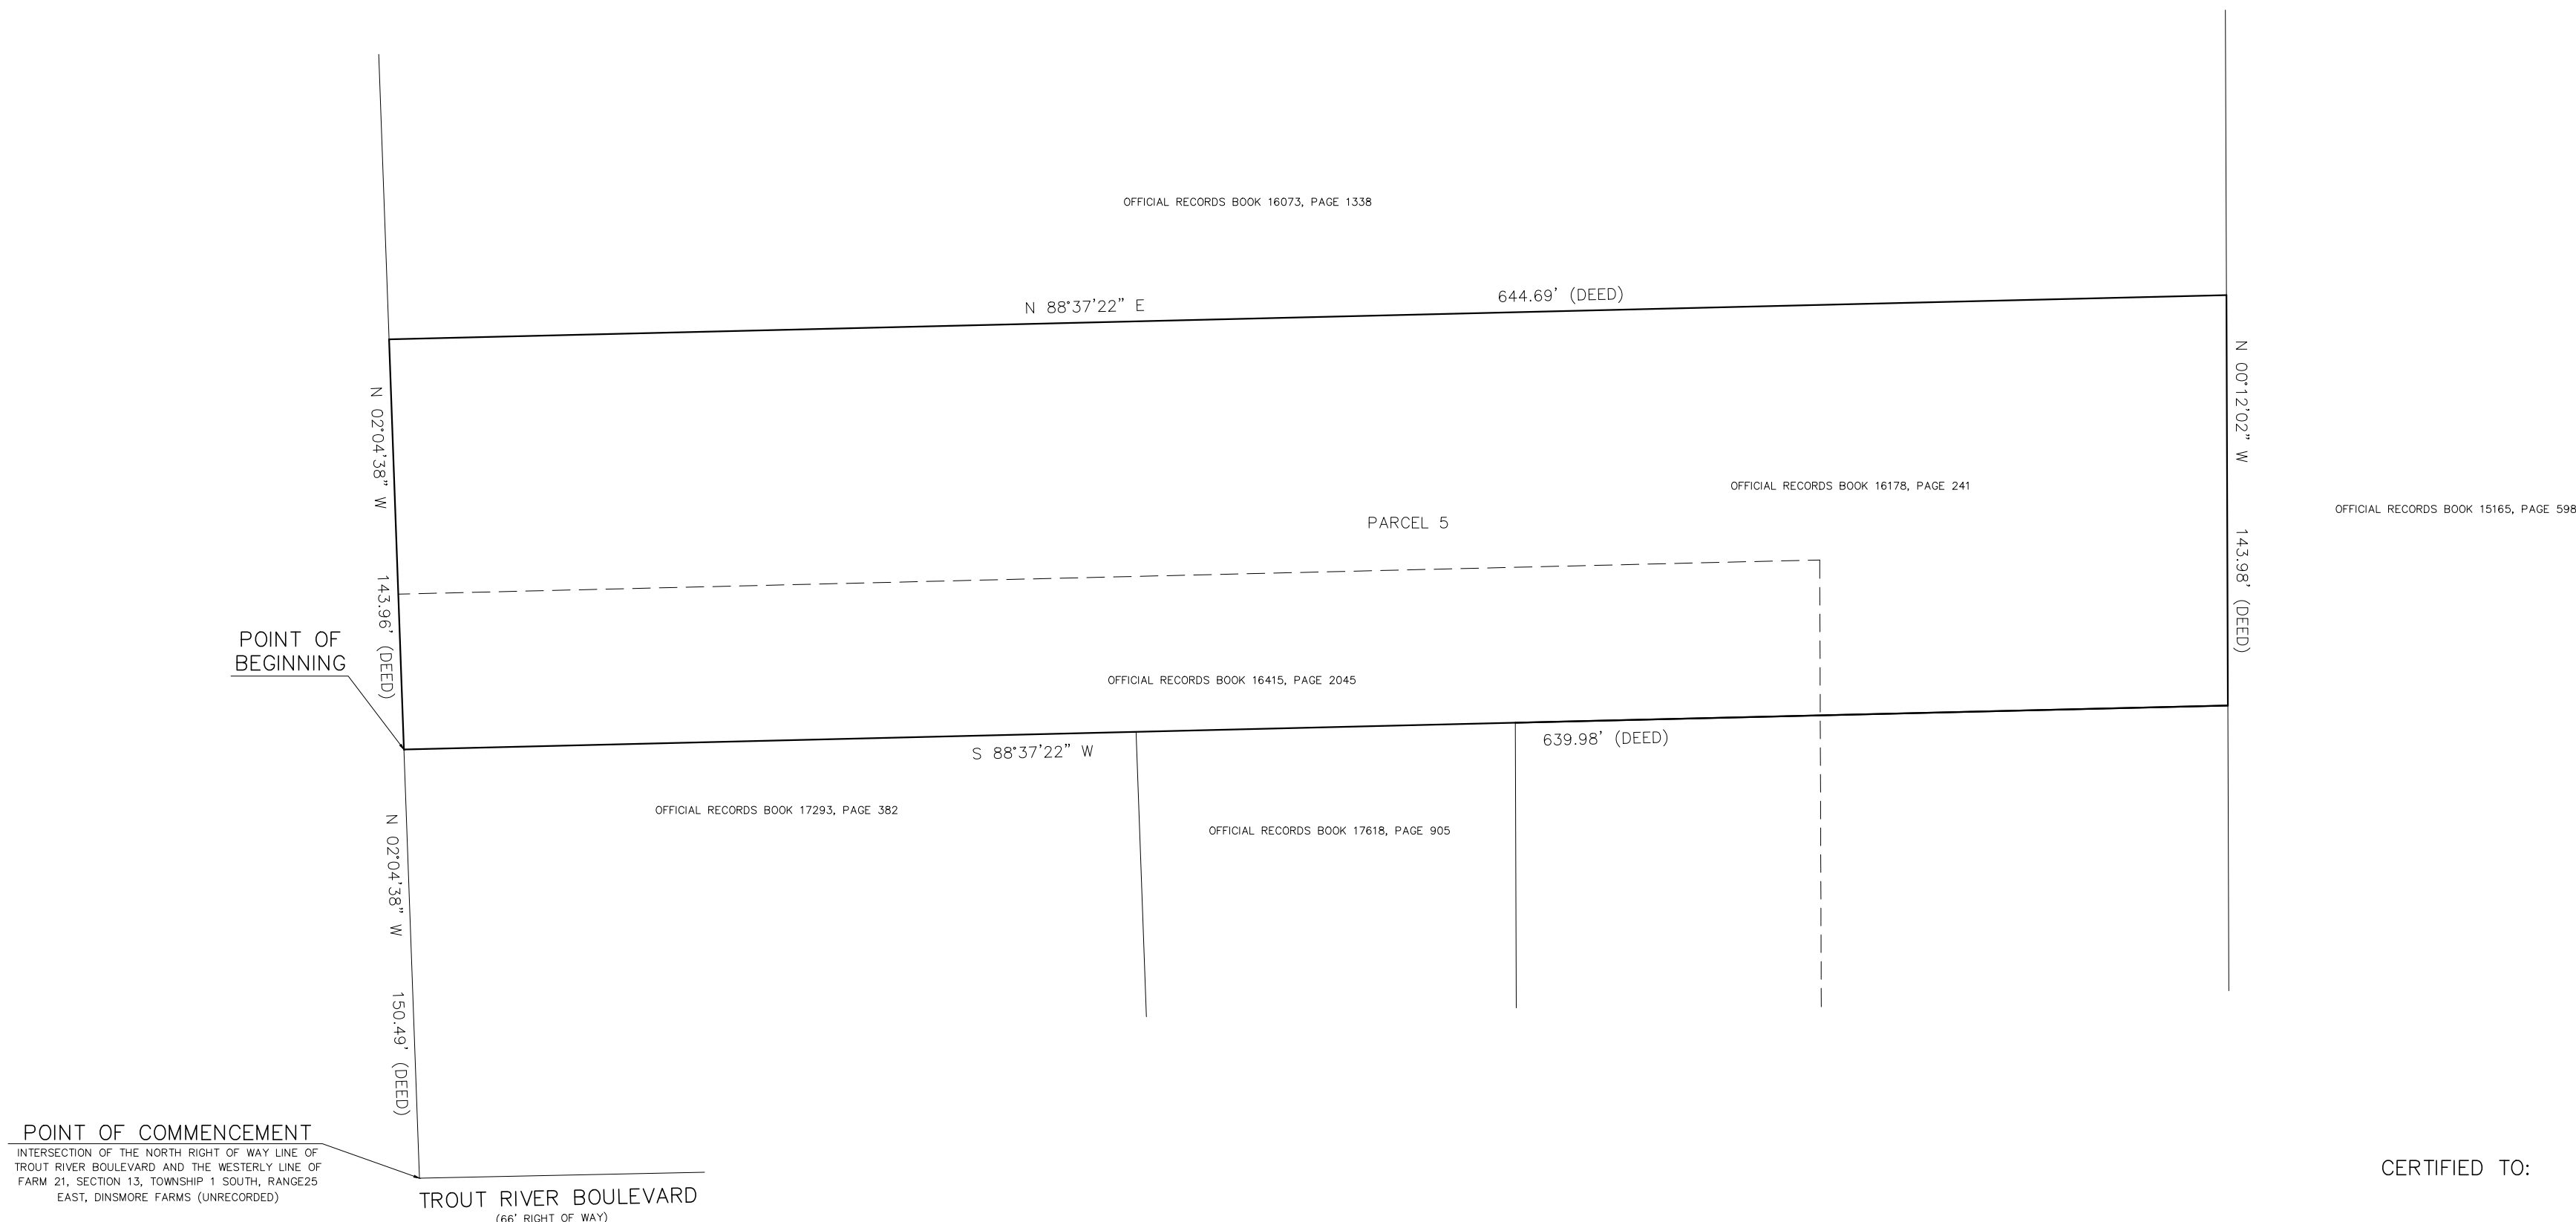 OFFICIAL RECORDS BOOK 16073, PAGE 1338
N 88°37'22" E
644.69' (DEED)
N 02°04'38" W
143.96' (DEED)
N 00°12'02" W
143.98' (DEED)
OFFICIAL RECORDS BOOK 16178, PAGE 241
OFFICIAL RECORDS BOOK 15165, PAGE 598
PARCEL 5
POINT OF
BEGINNING
OFFICIAL RECORDS BOOK 16415, PAGE 2045
S 88°37'22" W
639.98' (DEED)
OFFICIAL RECORDS BOOK 17293, PAGE 382
OFFICIAL RECORDS BOOK 17618, PAGE 905
N 02°04'38" W
150.49' (DEED)
POINT OF COMMENCEMENT
INTERSECTION OF THE NORTH RIGHT OF WAY LINE OF
TROUT RIVER BOULEVARD AND THE WESTERLY LINE OF
FARM 21, SECTION 13, TOWNSHIP 1 SOUTH, RANGE25
EAST, DINSMORE FARMS (UNRECORDED)
TROUT RIVER BOULEVARD
(66' RIGHT OF WAY)
CERTIFIED TO: